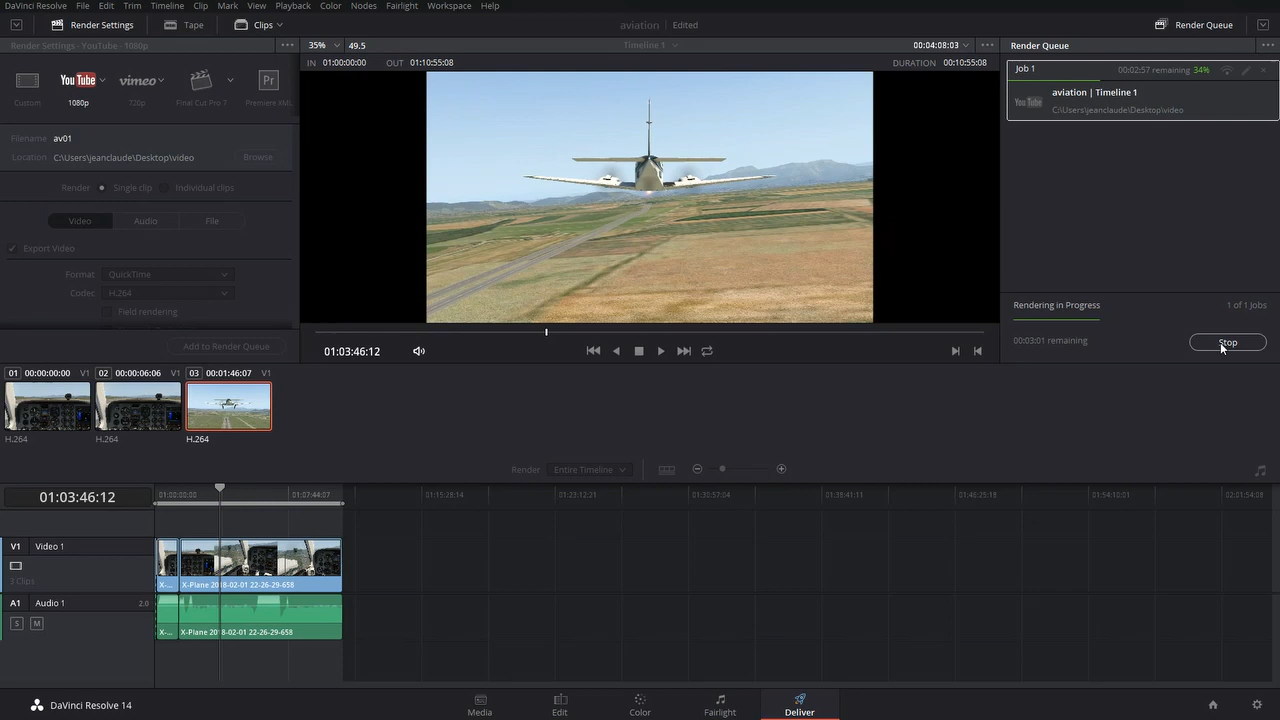 DaVinci Resolve File Edit Trim Timeline Clip Mark View Playback Color Nodes Fairlight Workspace Help
Render Settings Tape Clips aviation Edited Render Queue
Render Settings - YouTube - 1080p 35% 49.5 Timeline 1 00:04:08:03 Render Queue
IN 01:00:00:00 OUT 01:10:55:08 DURATION 00:10:55:08
Job 1 00:02:57 remaining 34%
You Tube vimeo Pr
Custom 1080p 720p Final Cut Pro 7 Premiere XML
You Tube aviation | Timeline 1
C:\Users\jeanclaude\Desktop\video
Filename av01
Location C:\Users\jeanclaude\Desktop\video Browse
Render Single clip Individual clips
Video Audio File
Export Video
Format QuickTime
Codec H.264
Field rendering
Rendering in Progress 1 of 1 Jobs
00:03:01 remaining Stop
Add to Render Queue
01:03:46:12
01 00:00:00:00 V1 02 00:00:06:06 V1 03 00:01:46:07 V1
H.264 H.264 H.264
Render Entire Timeline
01:03:46:12
01:00:00:00 01:07:44:07 01:15:28:14 01:23:12:21 01:30:57:04 01:38:41:11 01:46:25:18 01:54:10:01 02:01:54:08
V1 Video 1
3 Clips
X-... X-Plane 2018-02-01 22-26-29-658
A1 Audio 1 2.0
S M
X-... X-Plane 2018-02-01 22-26-29-658
DaVinci Resolve 14 Media Edit Color Fairlight Deliver